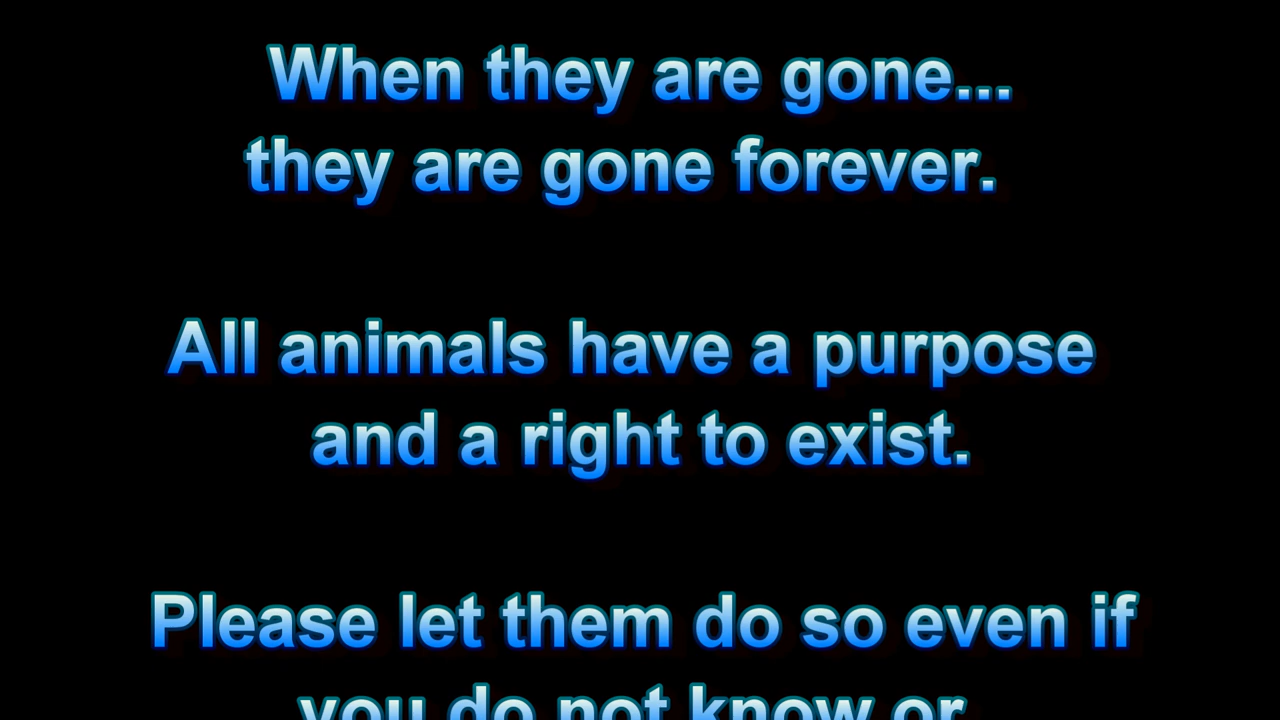 When they are gone...
they are gone forever.
All animals have a purpose
and a right to exist.
Please let them do so even if
you do not know or